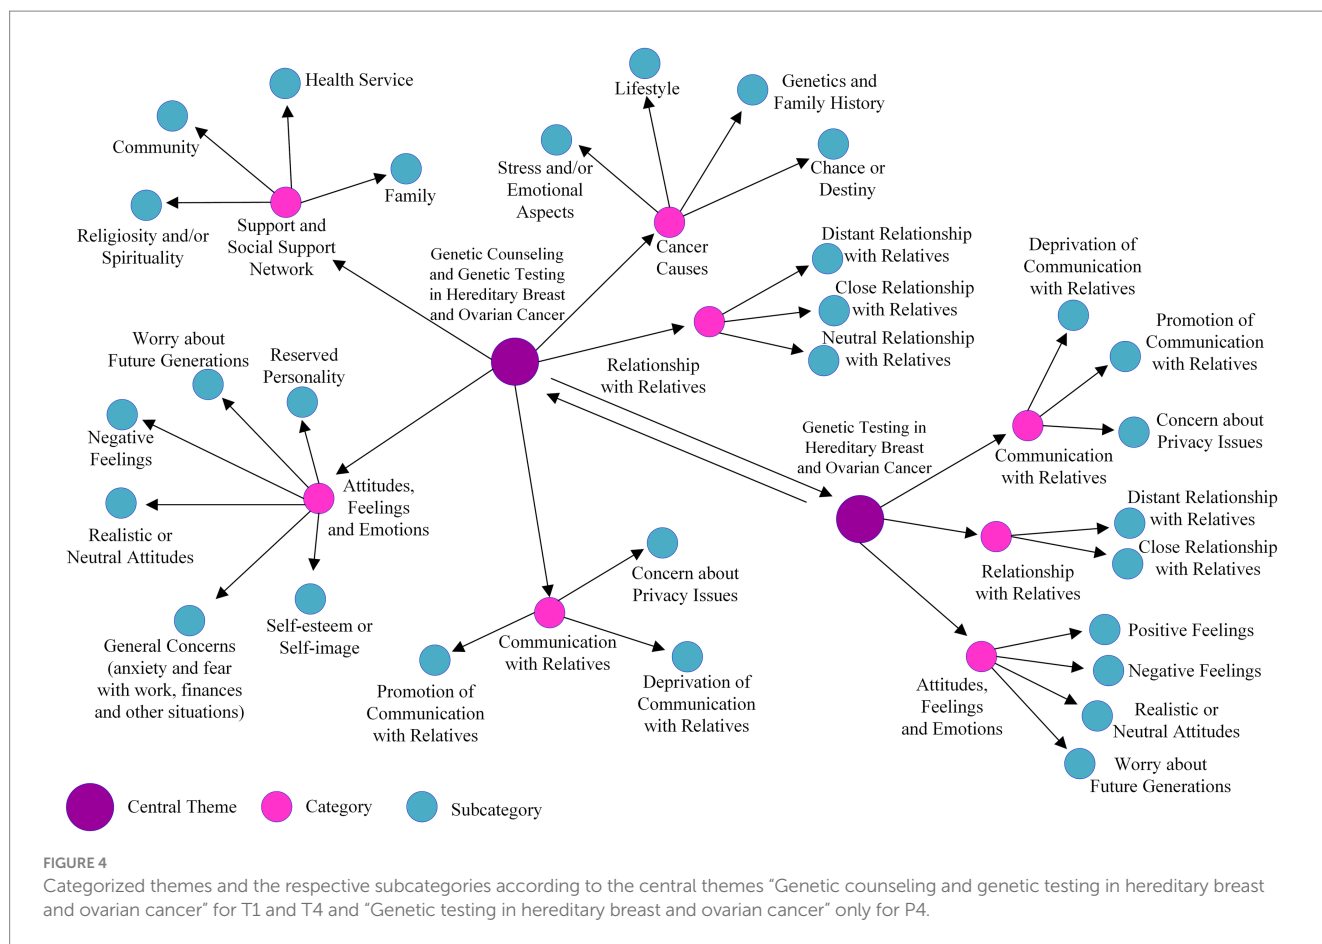 Health Service
Community
Family
Religiosity and/or
Spirituality
Support and
Social Support
Network
Lifestyle
Genetics and
Family History
Stress and/or
Emotional
Aspects
Chance or
Destiny
Cancer
Causes
Genetic Counseling
and Genetic Testing
in Hereditary Breast
and Ovarian Cancer
Distant Relationship
with Relatives
Close Relationship
with Relatives
Neutral Relationship
with Relatives
Relationship
with Relatives
Deprivation of
Communication
with Relatives
Promotion of
Communication
with Relatives
Concern about
Privacy Issues
Communication
with Relatives
Genetic Testing in
Hereditary Breast
and Ovarian Cancer
Distant Relationship
with Relatives
Close Relationship
with Relatives
Relationship
with Relatives
Positive Feelings
Negative Feelings
Realistic or
Neutral Attitudes
Worry about
Future Generations
Attitudes,
Feelings
and Emotions
Worry about
Future Generations
Reserved
Personality
Negative
Feelings
Realistic or
Neutral Attitudes
Attitudes,
Feelings
and Emotions
General Concerns
(anxiety and fear
with work, finances
and other situations)
Self-esteem or
Self-image
Concern about
Privacy Issues
Communication
with Relatives
Promotion of
Communication
with Relatives
Deprivation of
Communication
with Relatives
Central Theme
Category
Subcategory
FIGURE 4
Categorized themes and the respective subcategories according to the central themes "Genetic counseling and genetic testing in hereditary breast
and ovarian cancer" for T1 and T4 and "Genetic testing in hereditary breast and ovarian cancer" only for P4.